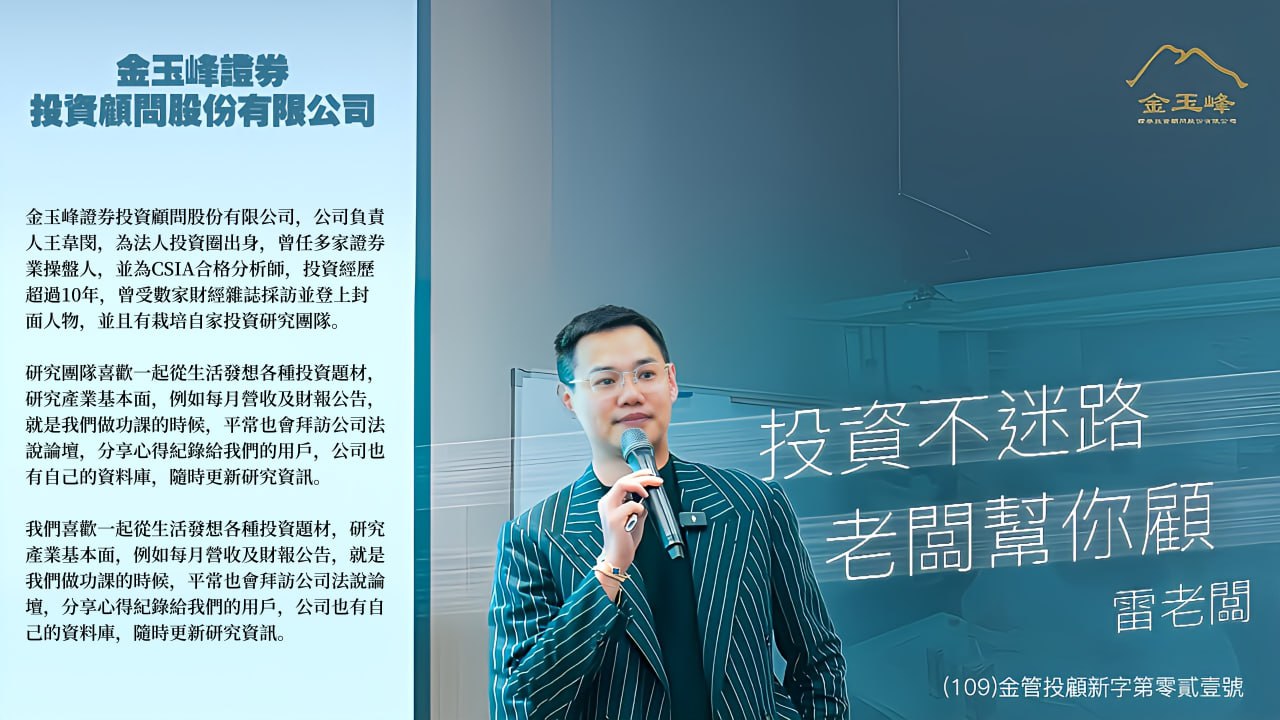 金玉峰證券
投資顧問股份有限公司
金玉峰證券投資顧問股份有限公司，公司負責
人王韋閔，為法人投資圈出身，曾任多家證券
業操盤人，並為CSIA合格分析師，投資經歷
超過10年，曾受數家財經雜誌採訪並登上封
面人物，並且有栽培自家投資研究團隊。
研究團隊喜歡一起從生活發想各種投資題材，
研究產業基本面，例如每月營收及財報公告，
就是我們做功課的時候，平常也會拜訪公司法
說論壇，分享心得紀錄給我們的用戶，公司也
有自己的資料庫，隨時更新研究資訊。
我們喜歡一起從生活發想各種投資題材，研究
產業基本面，例如每月營收及財報公告，就是
我們做功課的時候，平常也會拜訪公司法說論
壇，分享心得紀錄給我們的用戶，公司也有自
己的資料庫，隨時更新研究資訊。
金玉峰
證券投資顧問股份有限公司
投資不迷路
老闆幫你顧
雷老闆
(109)金管投顧新字第零貳壹號